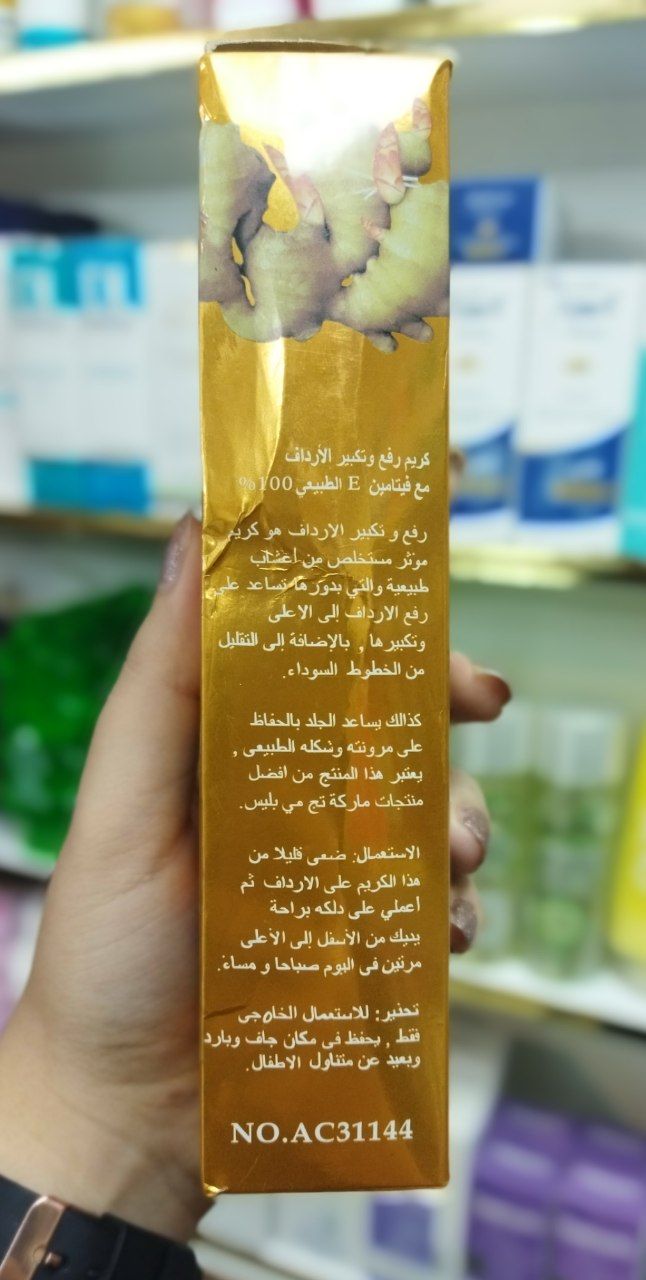 كريم رفع وتكبير الأرداف
مع فيتامين E الطبيعي 100%
رفع و تكبير الارداف هو كريم
موثر مستخلص من أعشاب
طبيعية والتي بدورها تساعد على
رفع الارداف إلى الاعلى
وتكبيرها , بالإضافة إلى التقليل
من الخطوط السوداء.
كذالك يساعد الجلد بالحفاظ
على مرونته وشكله الطبيعى ,
يعتبر هذا المنتج من افضل
منتجات ماركة تج مي بليس.
الاستعمال: ضعى قليلا من
هذا الكريم على الارداف ثم
أعملي على دلكه براحة
يديك من الأسفل إلى الأعلى
مرتين فى اليوم صباحا و مساء.
تحذير: للاستعمال الخاجى
فقط , يحفظ فى مكان جاف وبارد
وبعيد عن متناول الاطفال.
NO.AC31144